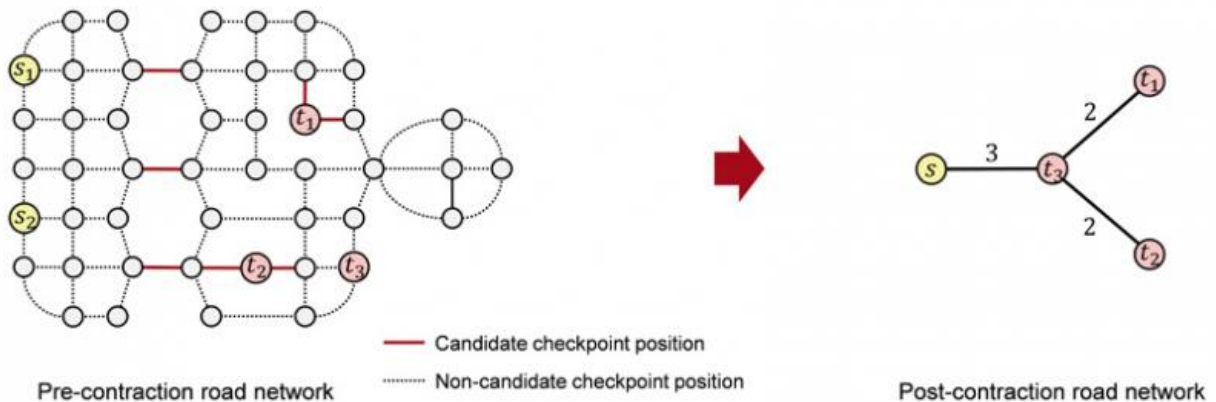 s₁
t₁
s₂
t₂
t₃
Candidate checkpoint position
Non-candidate checkpoint position
Pre-contraction road network
t₁
2
s
3
t₃
2
t₂
Post-contraction road network